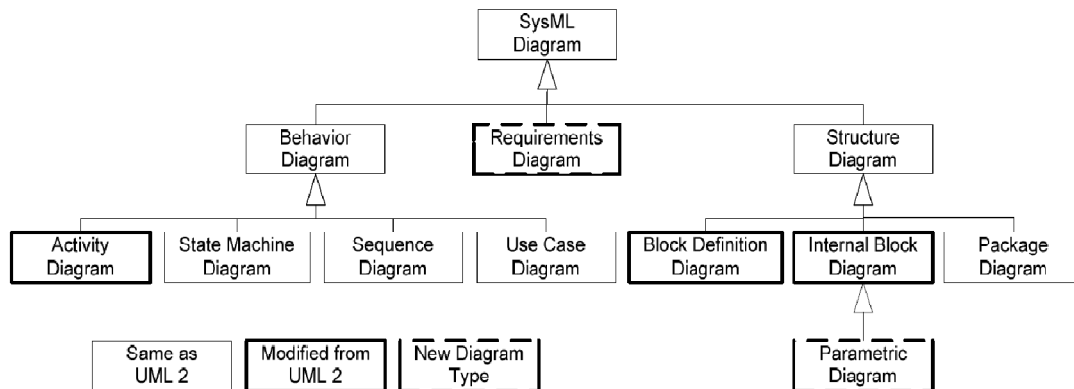 SysML
Diagram
Behavior
Diagram
Requirements
Diagram
Structure
Diagram
Activity
Diagram
State Machine
Diagram
Sequence
Diagram
Use Case
Diagram
Block Definition
Diagram
Internal Block
Diagram
Package
Diagram
Same as
UML 2
Modified from
UML 2
New Diagram
Type
Parametric
Diagram